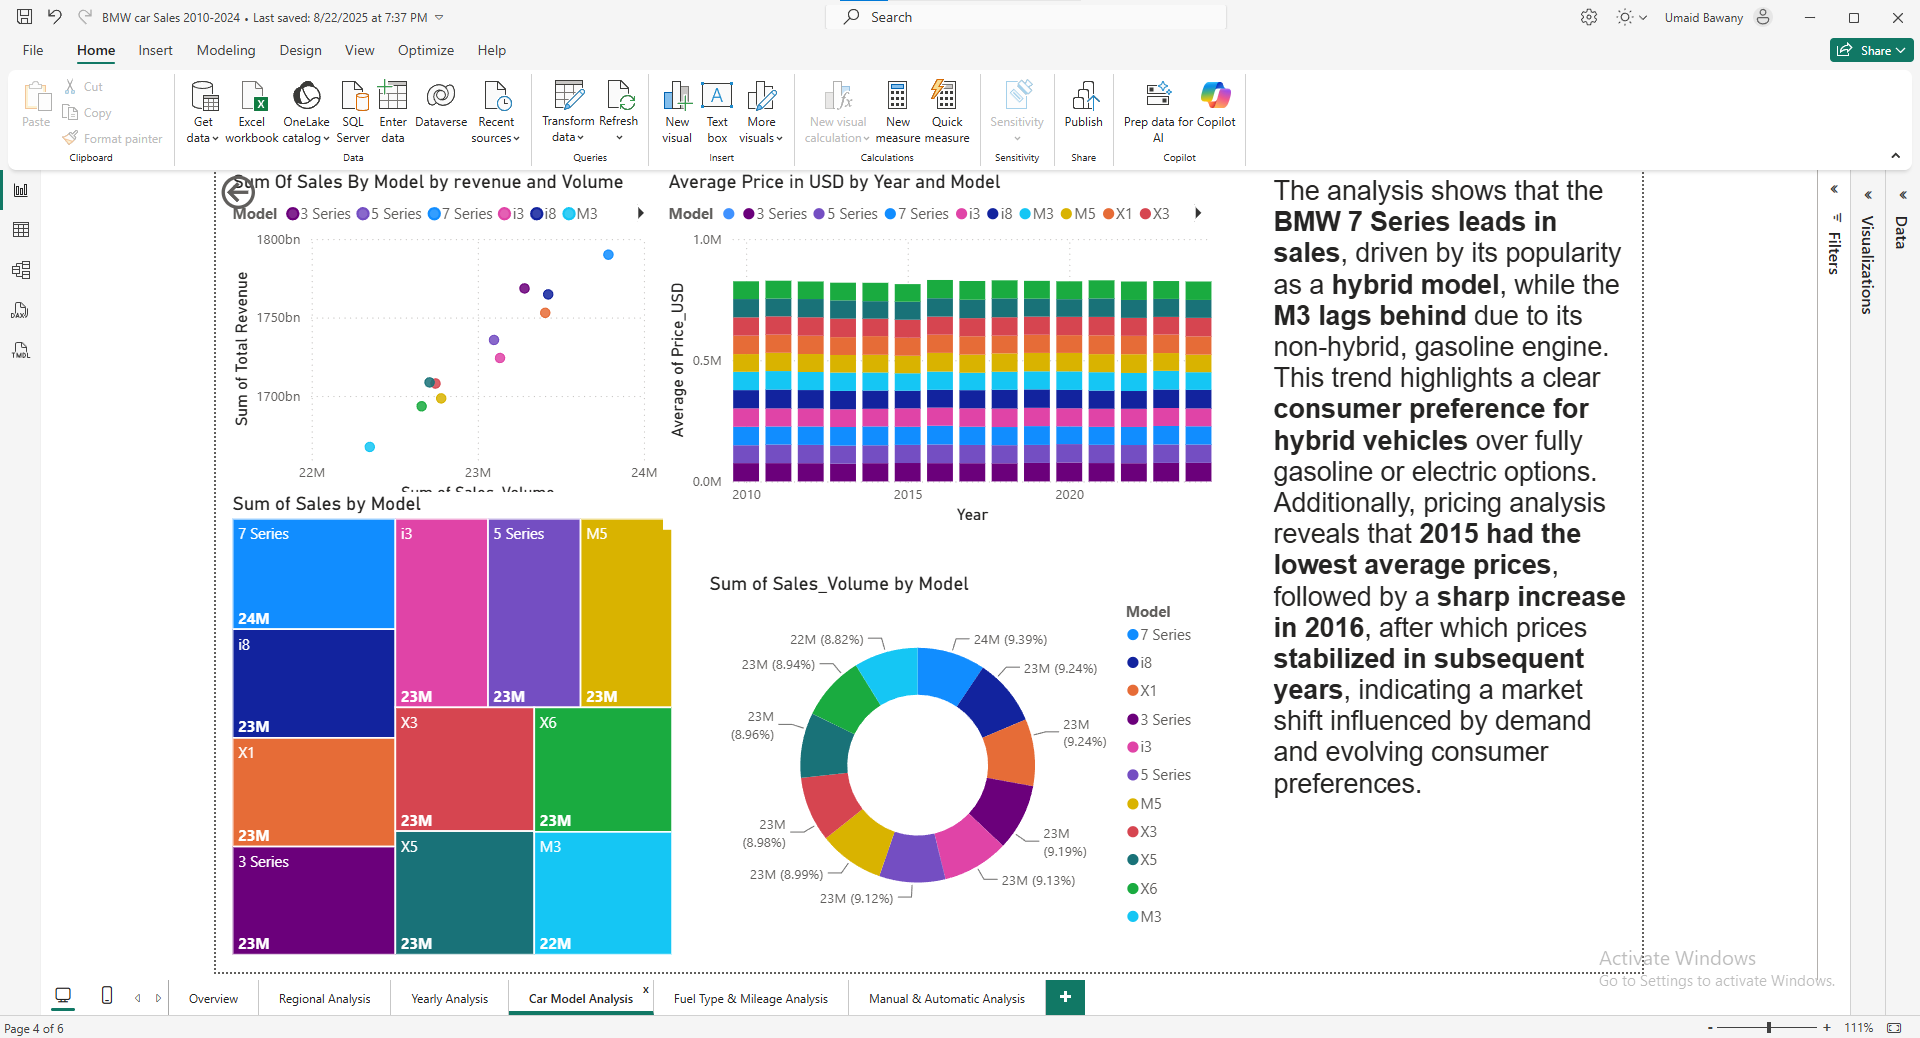 BMW car Sales 2010-2024 • Last saved: 8/22/2025 at 7:37 PM
Search
Umaid Bawany
File
Home
Insert
Modeling
Design
View
Optimize
Help
Share
Paste
Cut
Copy
Format painter
Clipboard
Get data
Excel workbook
OneLake catalog
SQL Server
Enter data
Dataverse
Recent sources
Data
Transform data
Refresh
Queries
New visual
Text box
More visuals
Insert
New visual calculation
New measure
Quick measure
Calculations
Sensitivity
Sensitivity
Publish
Share
Prep data for AI
Copilot
Copilot
Sum Of Sales By Model by revenue and Volume
Model 3 Series 5 Series 7 Series i3 i8 M3
1800bn
1750bn
1700bn
Sum of Total Revenue
22M 23M 24M
Sum of Sales_Volume
Average Price in USD by Year and Model
Model 3 Series 5 Series 7 Series i3 i8 M3 M5 X1 X3
1.0M
0.5M
0.0M
Average of Price_USD
2010 2015 2020
Year
Sum of Sales by Model
7 Series
24M
i8
23M
X1
23M
3 Series
23M
i3
23M
5 Series
23M
M5
23M
X3
23M
X6
23M
X5
23M
M3
22M
Sum of Sales_Volume by Model
24M (9.39%)
23M (9.24%)
23M
(9.24%)
23M
(9.19%)
23M (9.13%)
23M (9.12%)
23M (8.99%)
23M
(8.98%)
23M
(8.96%)
23M (8.94%)
22M (8.82%)
Model
7 Series
i8
X1
3 Series
i3
5 Series
M5
X3
X5
X6
M3
The analysis shows that the
BMW 7 Series leads in
sales, driven by its popularity
as a hybrid model, while the
M3 lags behind due to its
non-hybrid, gasoline engine.
This trend highlights a clear
consumer preference for
hybrid vehicles over fully
gasoline or electric options.
Additionally, pricing analysis
reveals that 2015 had the
lowest average prices,
followed by a sharp increase
in 2016, after which prices
stabilized in subsequent
years, indicating a market
shift influenced by demand
and evolving consumer
preferences.
Filters
Visualizations
Data
DAX
TMDL
Activate Windows
Go to Settings to activate Windows.
Overview
Regional Analysis
Yearly Analysis
Car Model Analysis
x
Fuel Type & Mileage Analysis
Manual & Automatic Analysis
+
Page 4 of 6
- + 111%